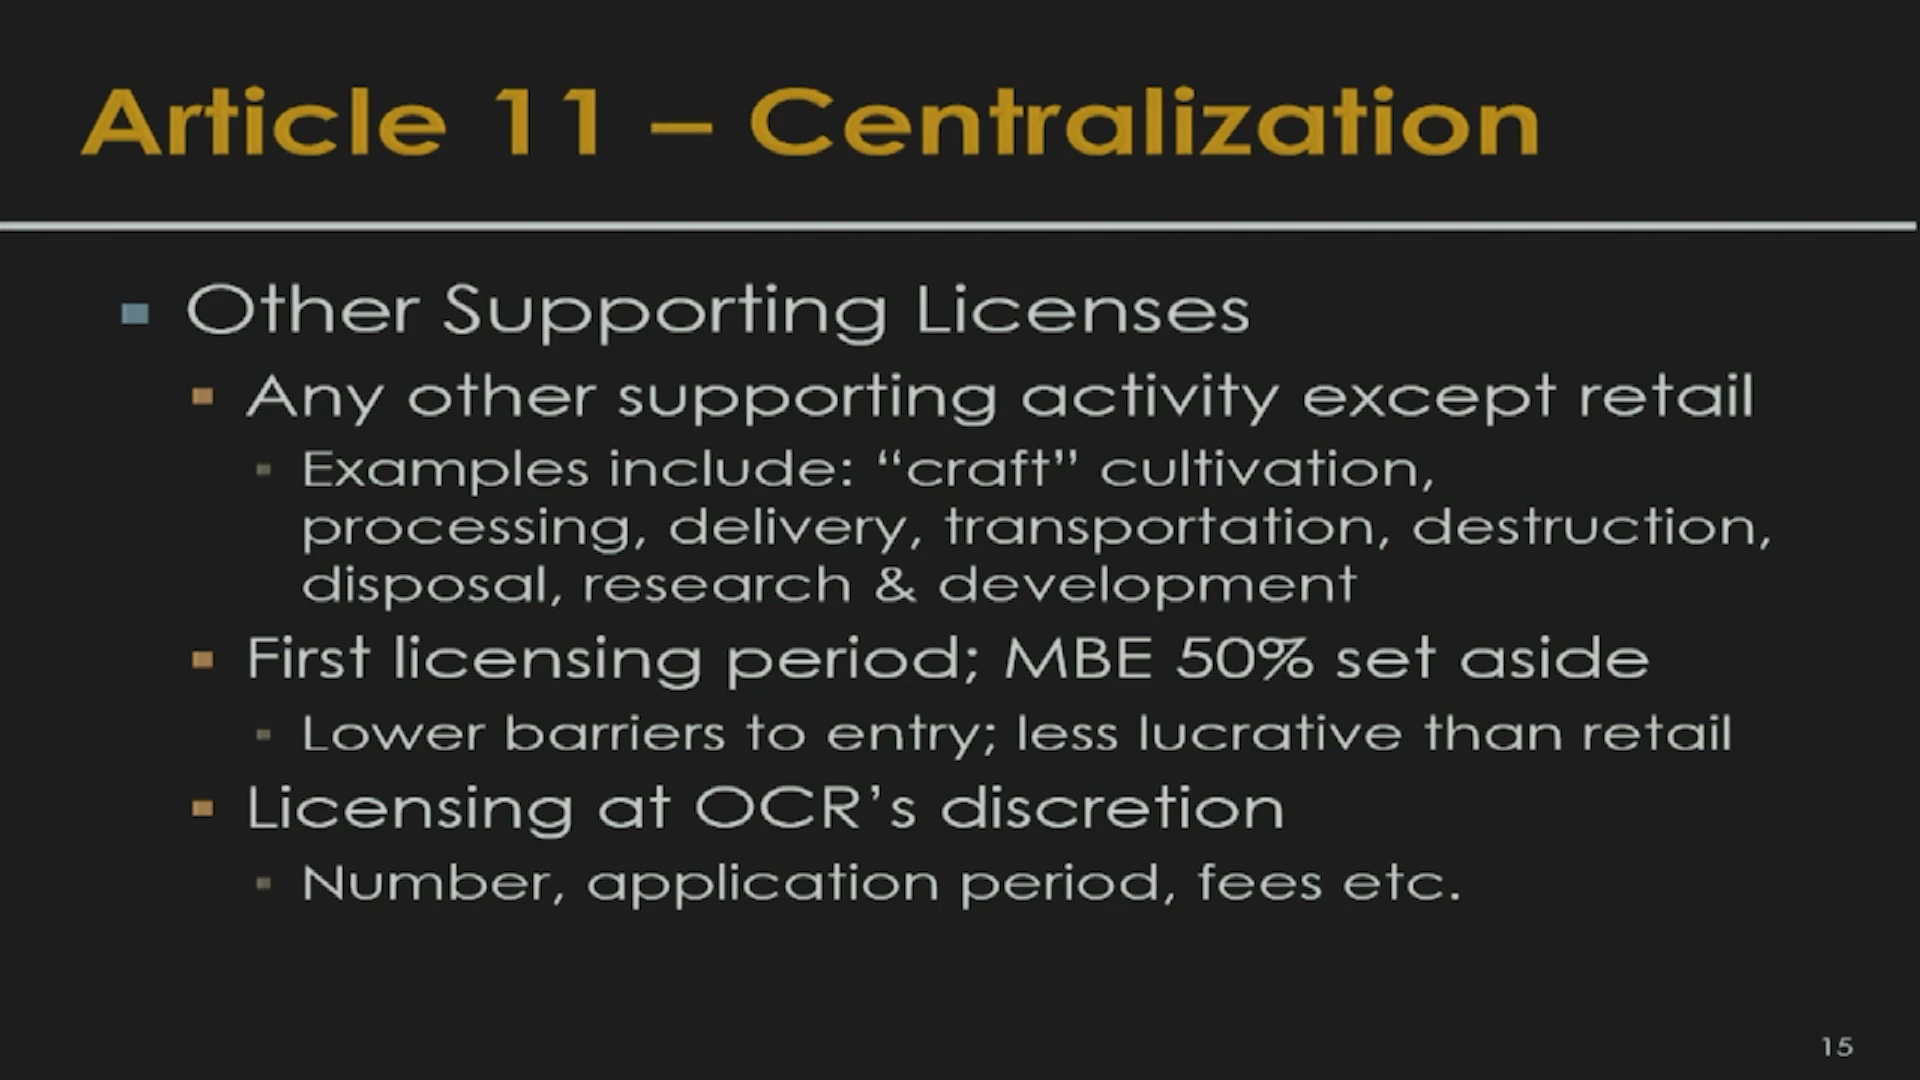 Article 11 – Centralization
Other Supporting Licenses
Any other supporting activity except retail
Examples include: “craft” cultivation,
processing, delivery, transportation, destruction,
disposal, research & development
First licensing period; MBE 50% set aside
Lower barriers to entry; less lucrative than retail
Licensing at OCR’s discretion
Number, application period, fees etc.
15